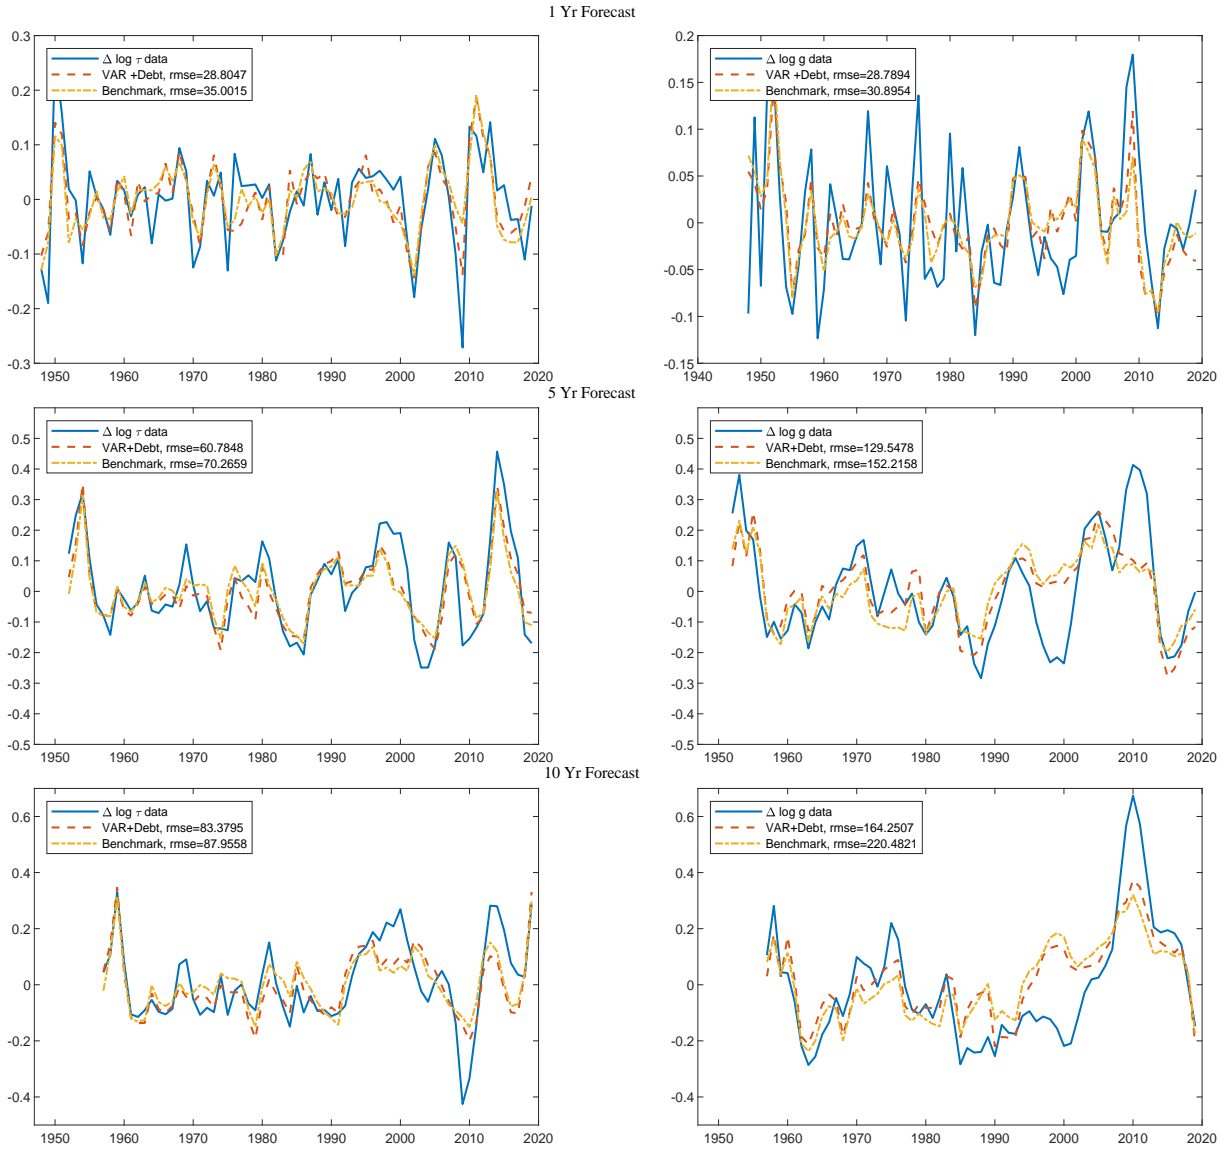 1 Yr Forecast
0.3
0.2
0.1
0
-0.1
-0.2
-0.3
1950 1960 1970 1980 1990 2000 2010 2020
Δ log τ data
VAR +Debt, rmse=28.8047
Benchmark, rmse=35.0015
0.2
0.15
0.1
0.05
0
-0.05
-0.1
-0.15
1940 1950 1960 1970 1980 1990 2000 2010 2020
Δ log g data
VAR +Debt, rmse=28.7894
Benchmark, rmse=30.8954
5 Yr Forecast
0.5
0.4
0.3
0.2
0.1
0
-0.1
-0.2
-0.3
-0.4
-0.5
1950 1960 1970 1980 1990 2000 2010 2020
Δ log τ data
VAR+Debt, rmse=60.7848
Benchmark, rmse=70.2659
0.5
0.4
0.3
0.2
0.1
0
-0.1
-0.2
-0.3
-0.4
-0.5
1950 1960 1970 1980 1990 2000 2010 2020
Δ log g data
VAR+Debt, rmse=129.5478
Benchmark, rmse=152.2158
10 Yr Forecast
0.6
0.4
0.2
0
-0.2
-0.4
1950 1960 1970 1980 1990 2000 2010 2020
Δ log τ data
VAR+Debt, rmse=83.3795
Benchmark, rmse=87.9558
0.6
0.4
0.2
0
-0.2
-0.4
1950 1960 1970 1980 1990 2000 2010 2020
Δ log g data
VAR+Debt, rmse=164.2507
Benchmark, rmse=220.4821